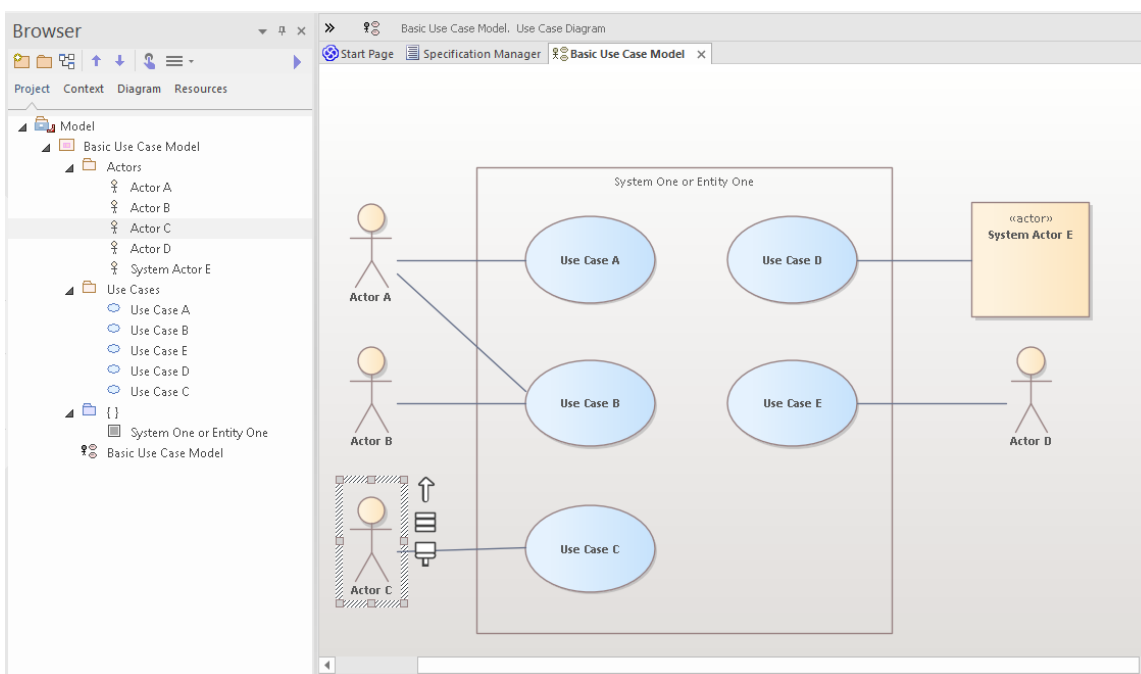 Browser
Project Context Diagram Resources
Model
Basic Use Case Model
Actors
Actor A
Actor B
Actor C
Actor D
System Actor E
Use Cases
Use Case A
Use Case B
Use Case E
Use Case D
Use Case C
{ }
System One or Entity One
Basic Use Case Model
Basic Use Case Model. Use Case Diagram
Start Page Specification Manager Basic Use Case Model
System One or Entity One
«actor»
System Actor E
Use Case A Use Case D
Actor A
Use Case B Use Case E
Actor B Actor D
Use Case C
Actor C